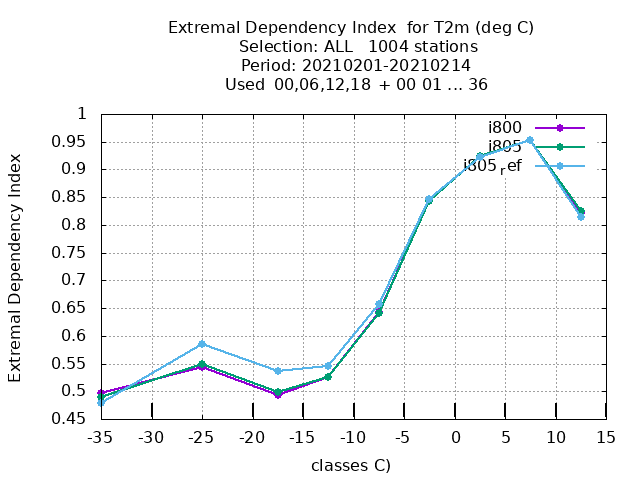 Extremal Dependency Index  for T2m (deg C)
Selection: ALL   1004 stations
Period: 20210201-20210214
Used  00,06,12,18  + 00 01 ... 36
Extremal Dependency Index
1
0.95
0.9
0.85
0.8
0.75
0.7
0.65
0.6
0.55
0.5
0.45
i800
i805
i805ref
-35
-30
-25
-20
-15
-10
-5
0
5
10
15
classes C)